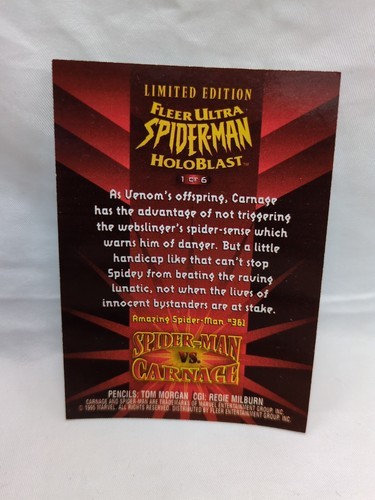 LIMITED EDITION
FLEER ULTRA
SPIDER-MAN
HOLOBLAST™
1 OF 6
As Venom's offspring, Carnage
has the advantage of not triggering
the webslinger's spider-sense which
warns him of danger. But a little
handicap like that can't stop
Spidey from beating the raving
lunatic, not when the lives of
innocent bystanders are at stake.
Amazing Spider-Man #361
SPIDER-MAN
VS.
CARNAGE
PENCILS: TOM MORGAN CGI: REGIE MILBURN
CARNAGE AND SPIDER-MAN ARE TRADEMARKS OF MARVEL ENTERTAINMENT GROUP, INC.
© 1995 MARVEL. ALL RIGHTS RESERVED. DISTRIBUTED BY FLEER ENTERTAINMENT GROUP, INC.